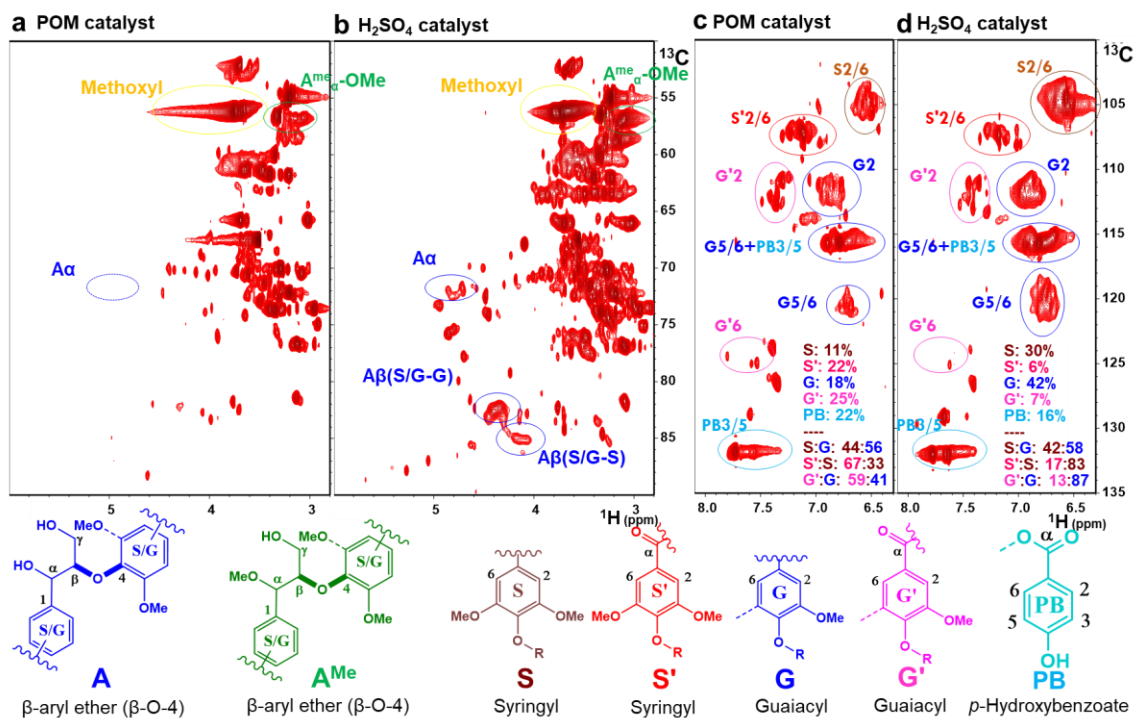 a POM catalyst
b H₂SO₄ catalyst
c POM catalyst
d H₂SO₄ catalyst
13C
Methoxyl
Aᵐᵉα-OMe
Aα
5 4 3
55
60
65
70
75
80
85
90
Methoxyl
Aᵐᵉα-OMe
Aα
Aβ(S/G-G)
Aβ(S/G-S)
5 4 3
¹H (ppm)
S'2/6
G'2
G2
G5/6+PB3/5
G5/6
G'6
PB3/5
S: 11%
S': 22%
G: 18%
G': 25%
PB: 22%
----
S:G: 44:56
S':S: 67:33
G':G: 59:41
8.0 7.5 7.0 6.5
13C
S2/6
S'2/6
G'2
G2
G5/6+PB3/5
G5/6
G'6
PB3/5
S: 30%
S': 6%
G: 42%
G': 7%
PB: 16%
----
S:G: 42:58
S':S: 17:83
G':G: 13:87
8.0 7.5 7.0 6.5
105
110
115
120
125
130
135
HO
MeO
γ
S/G
α
HO
β
O
4
OMe
1
S/G
A
β-aryl ether (β-O-4)
HO
MeO
γ
S/G
α
MeO
β
O
4
OMe
1
S/G
Aᴹᵉ
β-aryl ether (β-O-4)
6 2
S
MeO OMe
O
R
S
Syringyl
O
α
6 2
S'
MeO OMe
O
R
S'
Syringyl
6 2
G
OMe
O
R
G
Guaiacyl
O
α
6 2
G'
OMe
O
R
G'
Guaiacyl
O α O
6 2
PB
5 3
OH
PB
p-Hydroxybenzoate